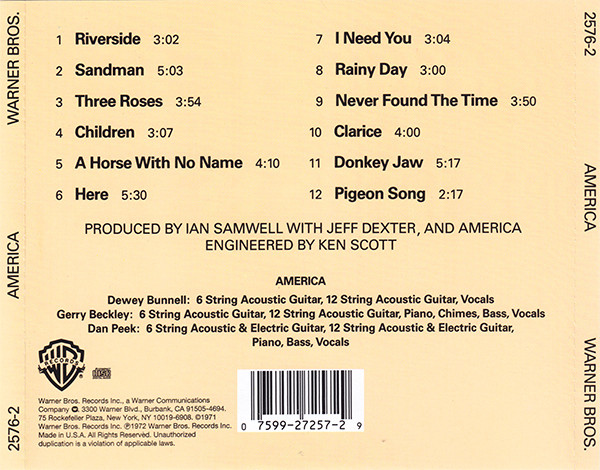 WARNER BROS.
AMERICA
2576-2
1 Riverside 3:02
2 Sandman 5:03
3 Three Roses 3:54
4 Children 3:07
5 A Horse With No Name 4:10
6 Here 5:30
7 I Need You 3:04
8 Rainy Day 3:00
9 Never Found The Time 3:50
10 Clarice 4:00
11 Donkey Jaw 5:17
12 Pigeon Song 2:17
PRODUCED BY IAN SAMWELL WITH JEFF DEXTER, AND AMERICA
ENGINEERED BY KEN SCOTT
AMERICA
Dewey Bunnell: 6 String Acoustic Guitar, 12 String Acoustic Guitar, Vocals
Gerry Beckley: 6 String Acoustic Guitar, 12 String Acoustic Guitar, Piano, Chimes, Bass, Vocals
Dan Peek: 6 String Acoustic & Electric Guitar, 12 String Acoustic & Electric Guitar,
Piano, Bass, Vocals
WB
RECORDS
Warner Bros. Records Inc., a Warner Communications
Company 3300 Warner Blvd., Burbank, CA 91505-4694.
75 Rockefeller Plaza, New York, NY 10019-6908. ©1971
Warner Bros. Records Inc. ℗1972 Warner Bros. Records Inc.
Made in U.S.A. All Rights Reserved. Unauthorized
duplication is a violation of applicable laws.
0 7599-27257-2 9
2576-2
AMERICA
WARNER BROS.